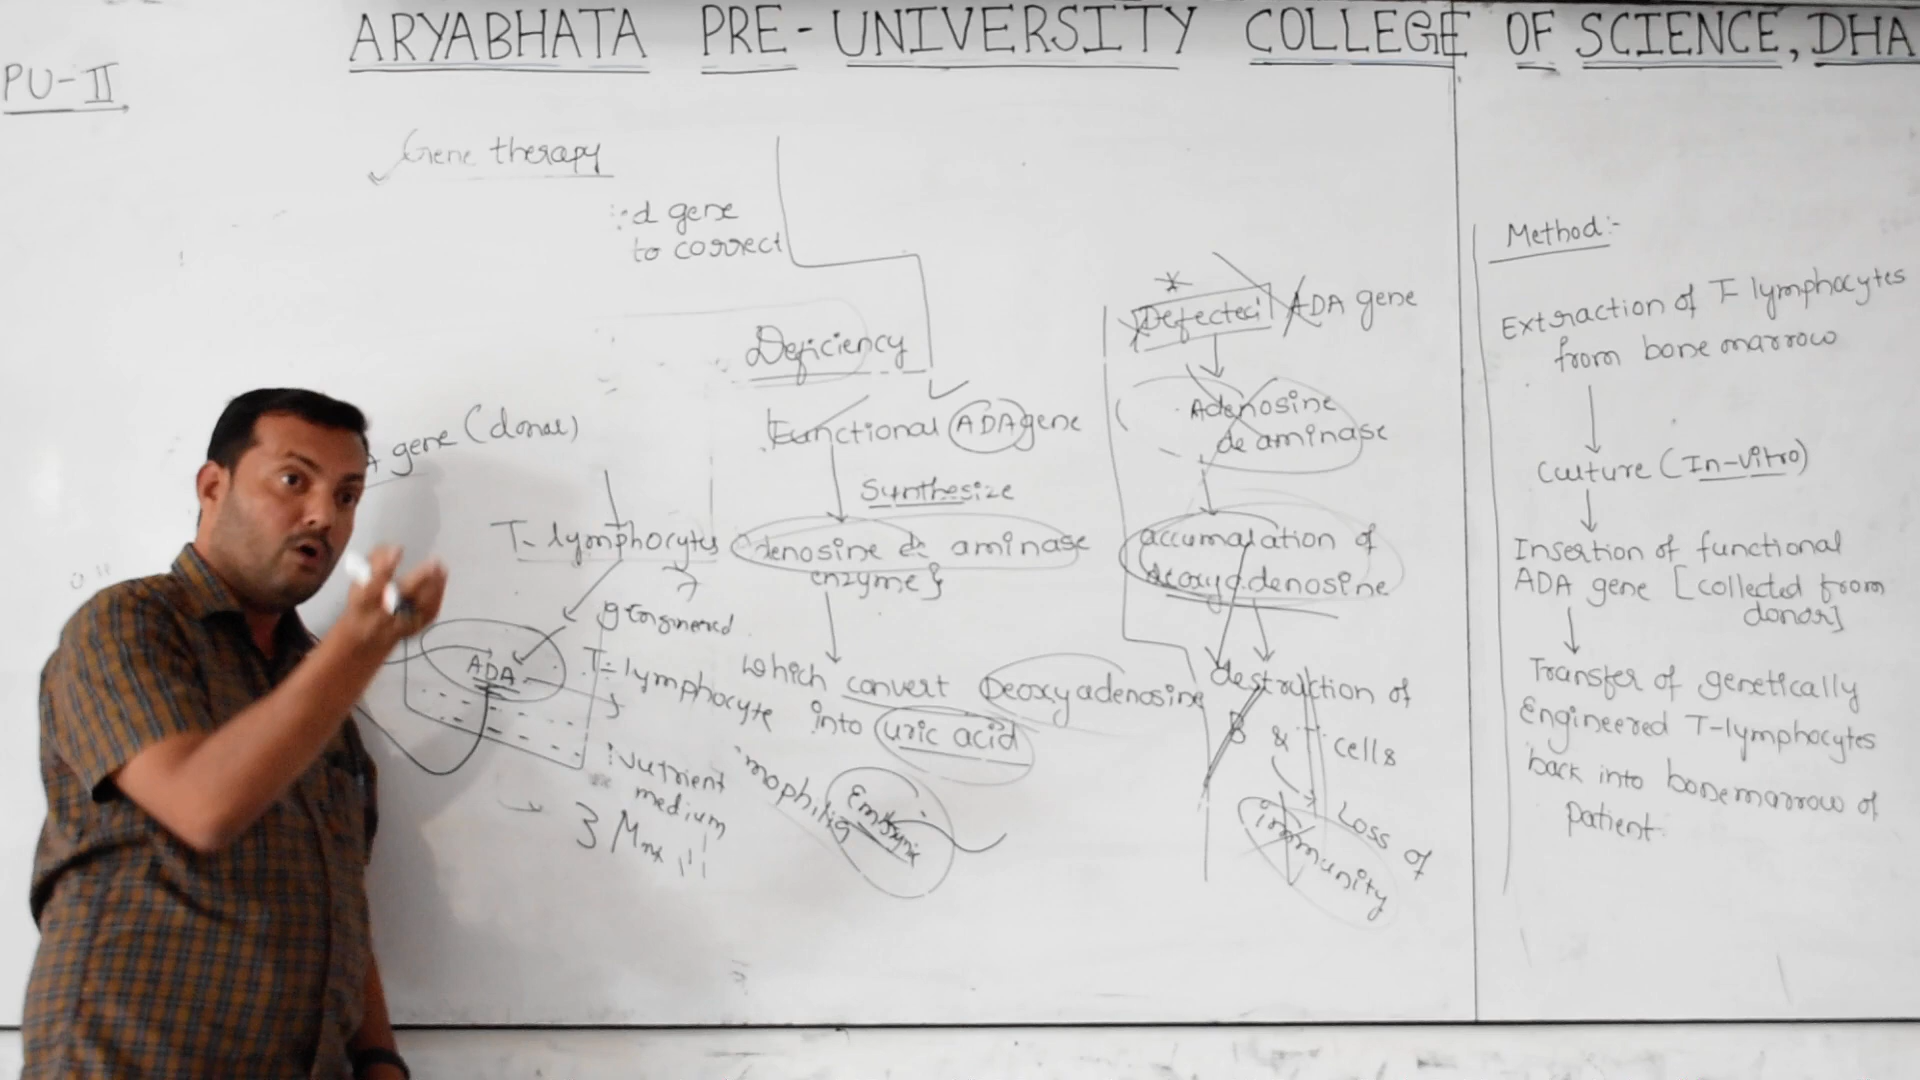 ARYABHATA PRE-UNIVERSITY COLLEGE OF SCIENCE, DHA
PU-II
Gene therapy
d gene
to correct
gene (donar)
T-lymphocytes
ADA
T-lymphocyte
Nutrient
medium
3
Deficiency
Functional ADA gene
Synthesize
denosine de aminase
enzyme}
which convert Deoxyadenosine
into uric acid
Defected ADA gene
Adenosine
de aminase
accumalation of
deoxyadenosine
destruction of
B & T cells
Loss of
immunity
Method:-
Extraction of T-lymphocytes
from bone marrow
Culture (In-vitro)
Insertion of functional
ADA gene [collected from
donor]
Transfer of genetically
Engineered T-lymphocytes
back into bonemarrow of
patient.